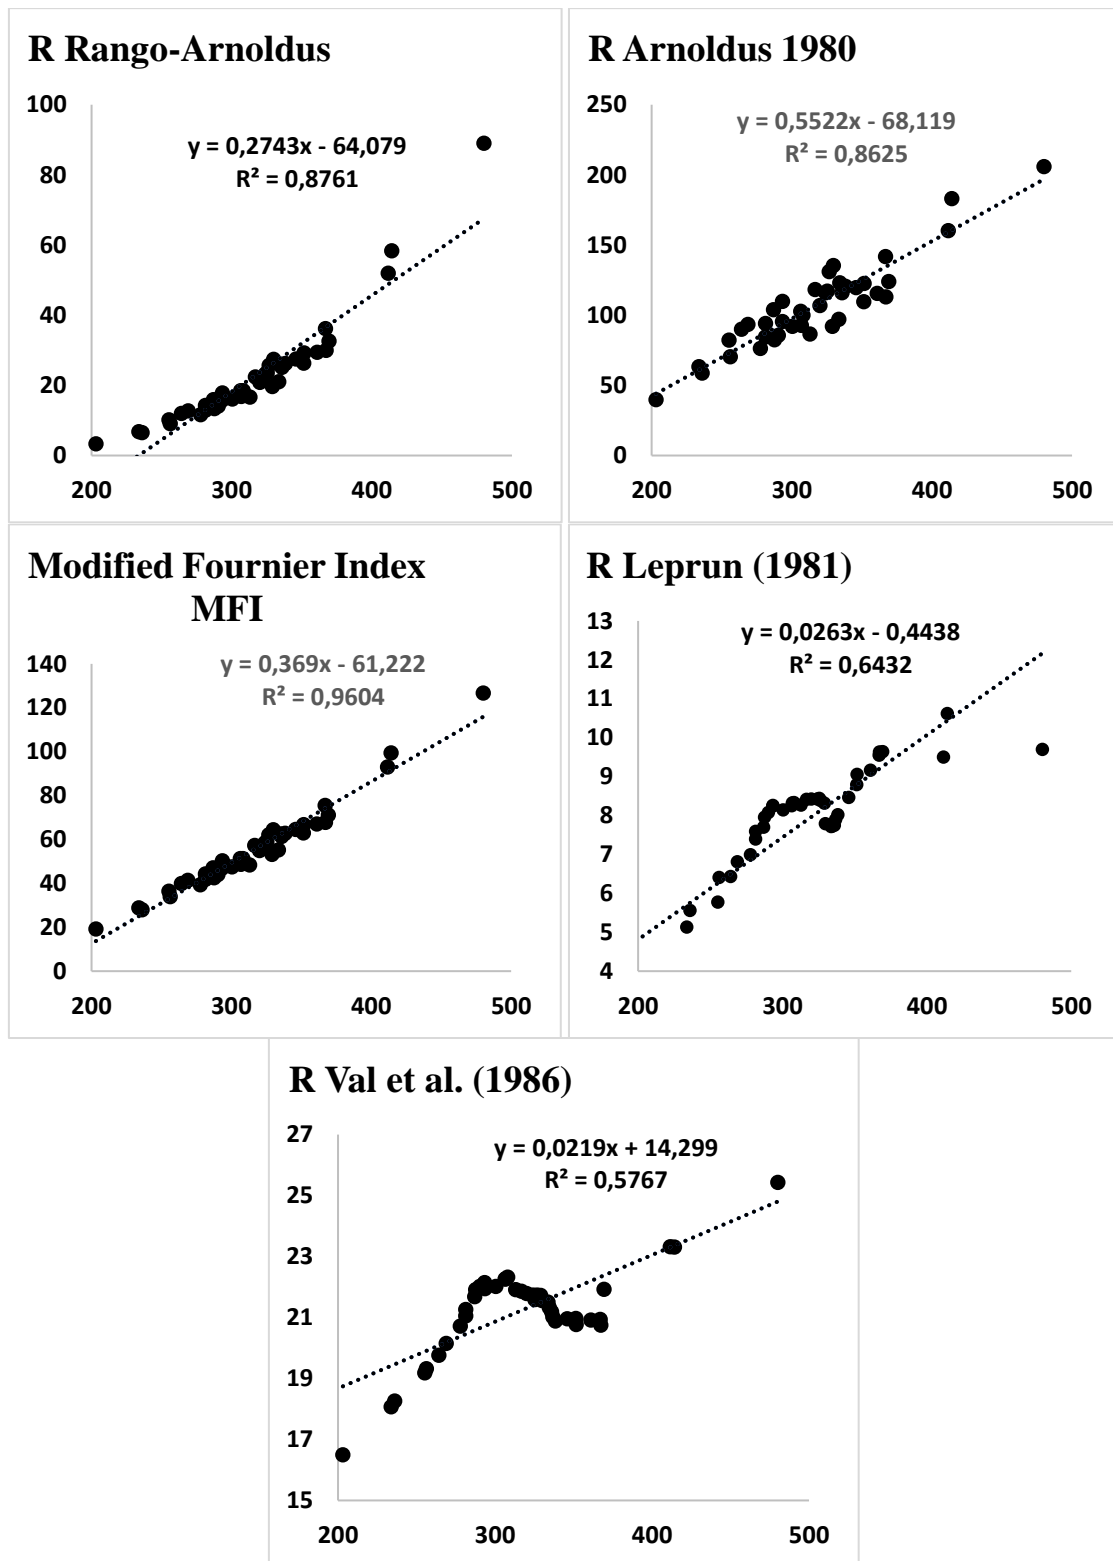 R Rango-Arnoldus
100
80
60
40
20
0
y = 0,2743x - 64,079
R² = 0,8761
200 300 400 500
R Arnoldus 1980
250
200
150
100
50
0
y = 0,5522x - 68,119
R² = 0,8625
200 300 400 500
Modified Fournier Index
MFI
140
120
100
80
60
40
20
0
y = 0,369x - 61,222
R² = 0,9604
200 300 400 500
R Leprun (1981)
13
12
11
10
9
8
7
6
5
4
y = 0,0263x - 0,4438
R² = 0,6432
200 300 400 500
R Val et al. (1986)
27
25
23
21
19
17
15
y = 0,0219x + 14,299
R² = 0,5767
200 300 400 500